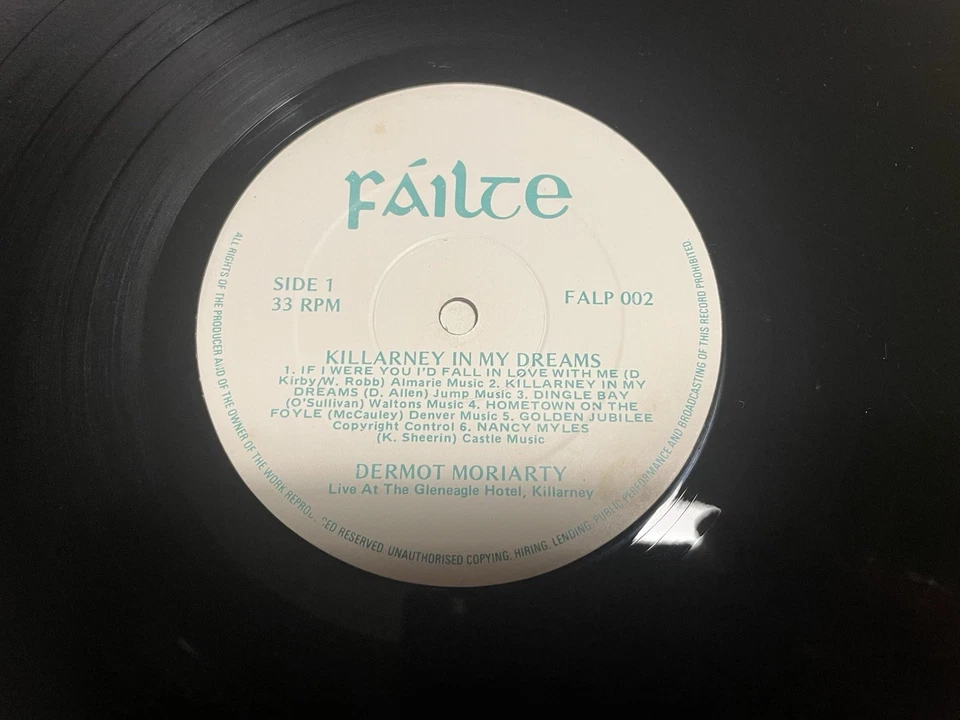 FÁILTE
SIDE 1
33 RPM
FALP 002
KILLARNEY IN MY DREAMS
1. IF I WERE YOU I'D FALL IN LOVE WITH ME (D
Kirby/W. Robb) Almarie Music 2. KILLARNEY IN MY
DREAMS (D. Allen) Jump Music 3. DINGLE BAY
(O'Sullivan) Waltons Music 4. HOMETOWN ON THE
FOYLE (McCauley) Denver Music 5. GOLDEN JUBILEE
Copyright Control 6. NANCY MYLES
(K. Sheerin) Castle Music
DERMOT MORIARTY
Live At The Gleneagle Hotel, Killarney
ALL RIGHTS OF THE PRODUCER AND OF THE OWNER OF THE WORK RESERVED. UNAUTHORISED COPYING, HIRING, LENDING, PUBLIC PERFORMANCE AND BROADCASTING OF THIS RECORD PROHIBITED.